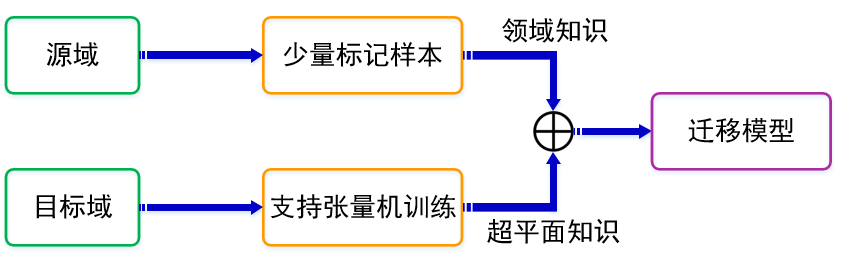 源域
少量标记样本
领域知识
迁移模型
目标域
支持张量机训练
超平面知识